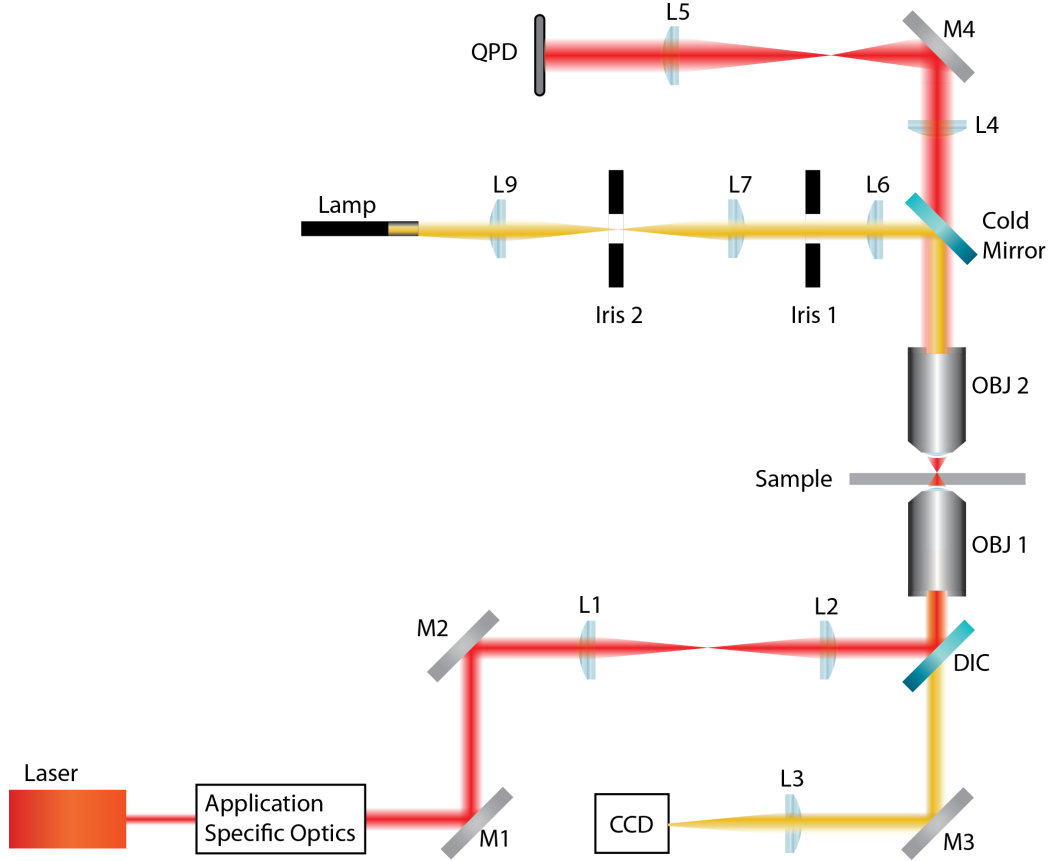 L5
M4
QPD
L4
L9
L7
L6
Lamp
Cold
Mirror
Iris 2
Iris 1
OBJ 2
Sample
OBJ 1
L1
L2
M2
DIC
Laser
L3
Application
Specific Optics
CCD
M1
M3